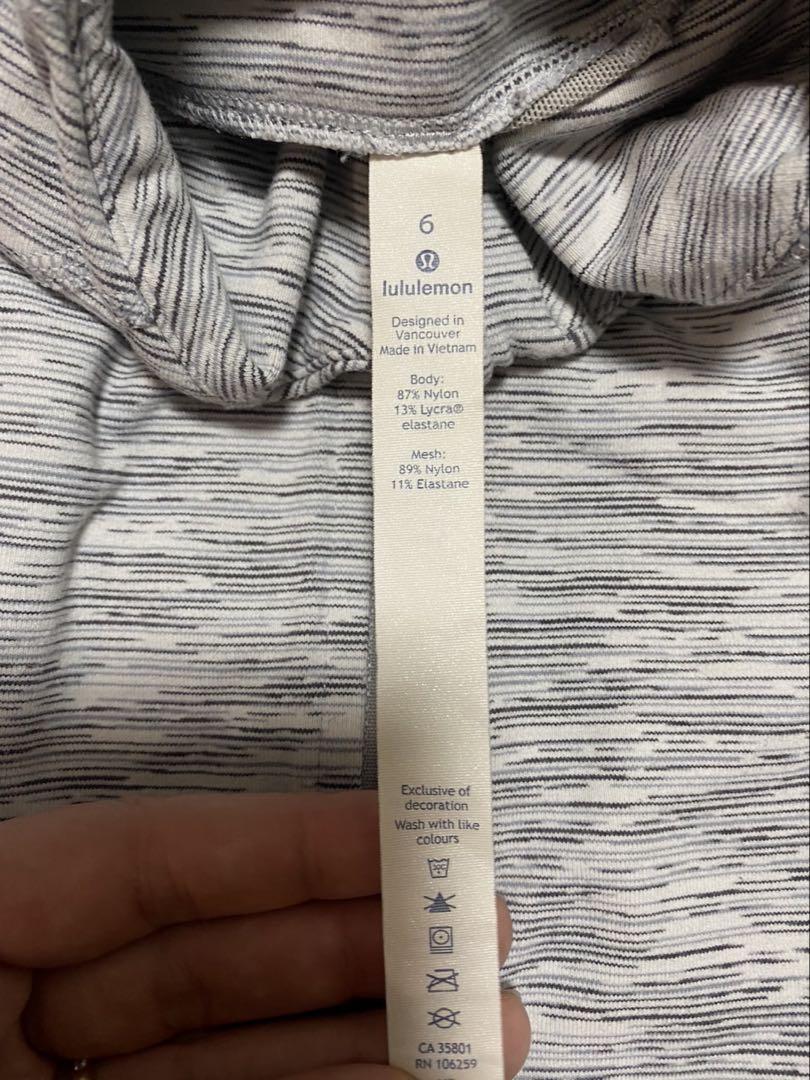 6
lululemon
Designed in
Vancouver
Made in Vietnam
Body:
87% Nylon
13% Lycra®
elastane
Mesh:
89% Nylon
11% Elastane
Exclusive of
decoration
Wash with like
colours
30C
CA 35801
RN 106259